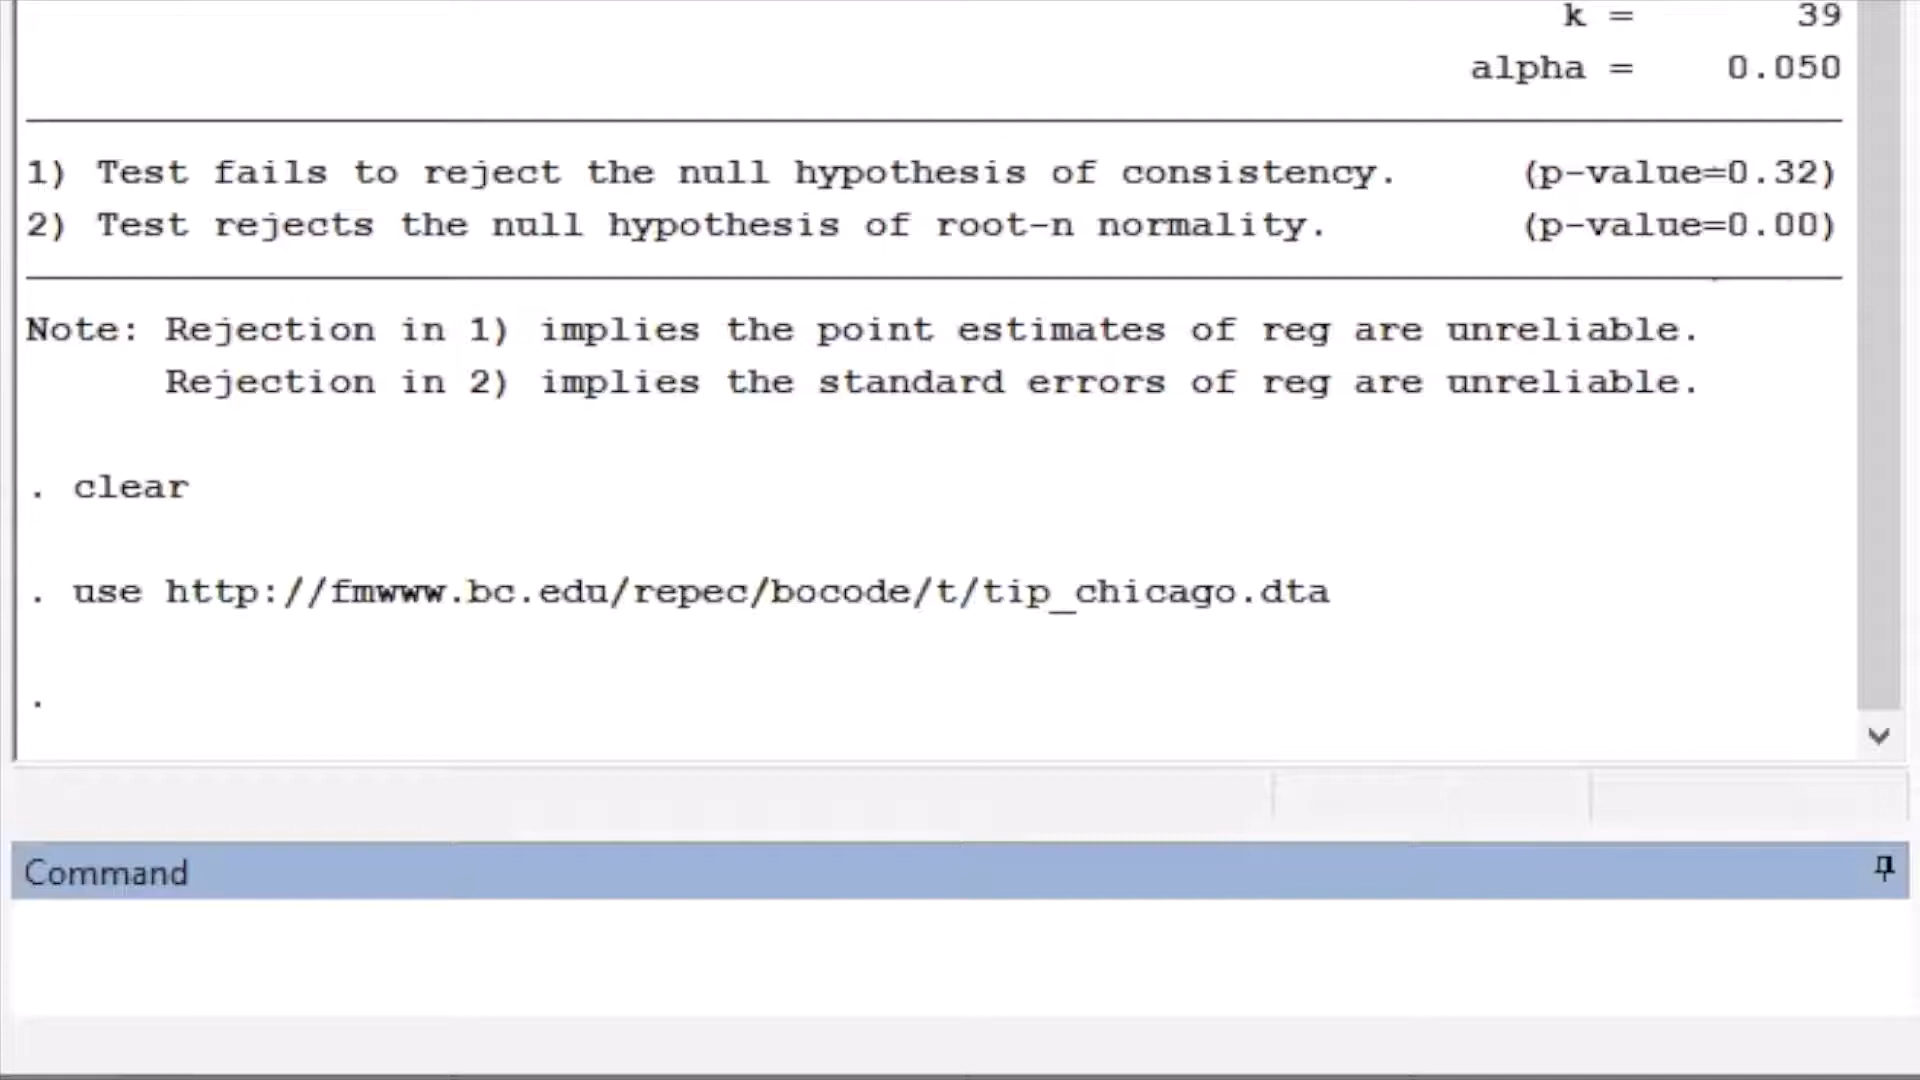 k = 39
alpha = 0.050
1) Test fails to reject the null hypothesis of consistency. (p-value=0.32)
2) Test rejects the null hypothesis of root-n normality. (p-value=0.00)
Note: Rejection in 1) implies the point estimates of reg are unreliable.
Rejection in 2) implies the standard errors of reg are unreliable.
. clear
. use http://fmwww.bc.edu/repec/bocode/t/tip_chicago.dta
.
Command